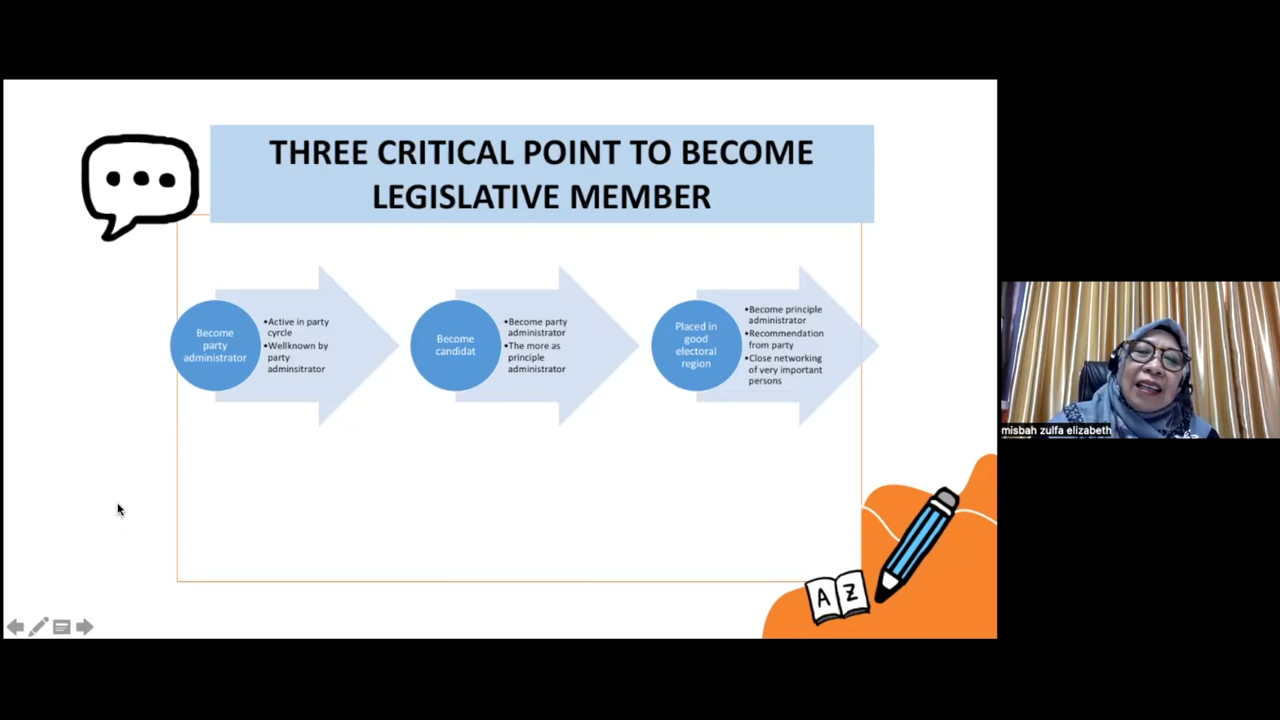 THREE CRITICAL POINT TO BECOME
LEGISLATIVE MEMBER
Become
party
administrator
•Active in party
cyrcle
•Wellknown by
party
adminsitrator
Become
candidat
•Become party
administrator
•The more as
principle
administrator
Placed in
good
electoral
region
•Become principle
administrator
•Recommendation
from party
•Close networking
of very important
persons
misbah zulfa elizabeth
A Z